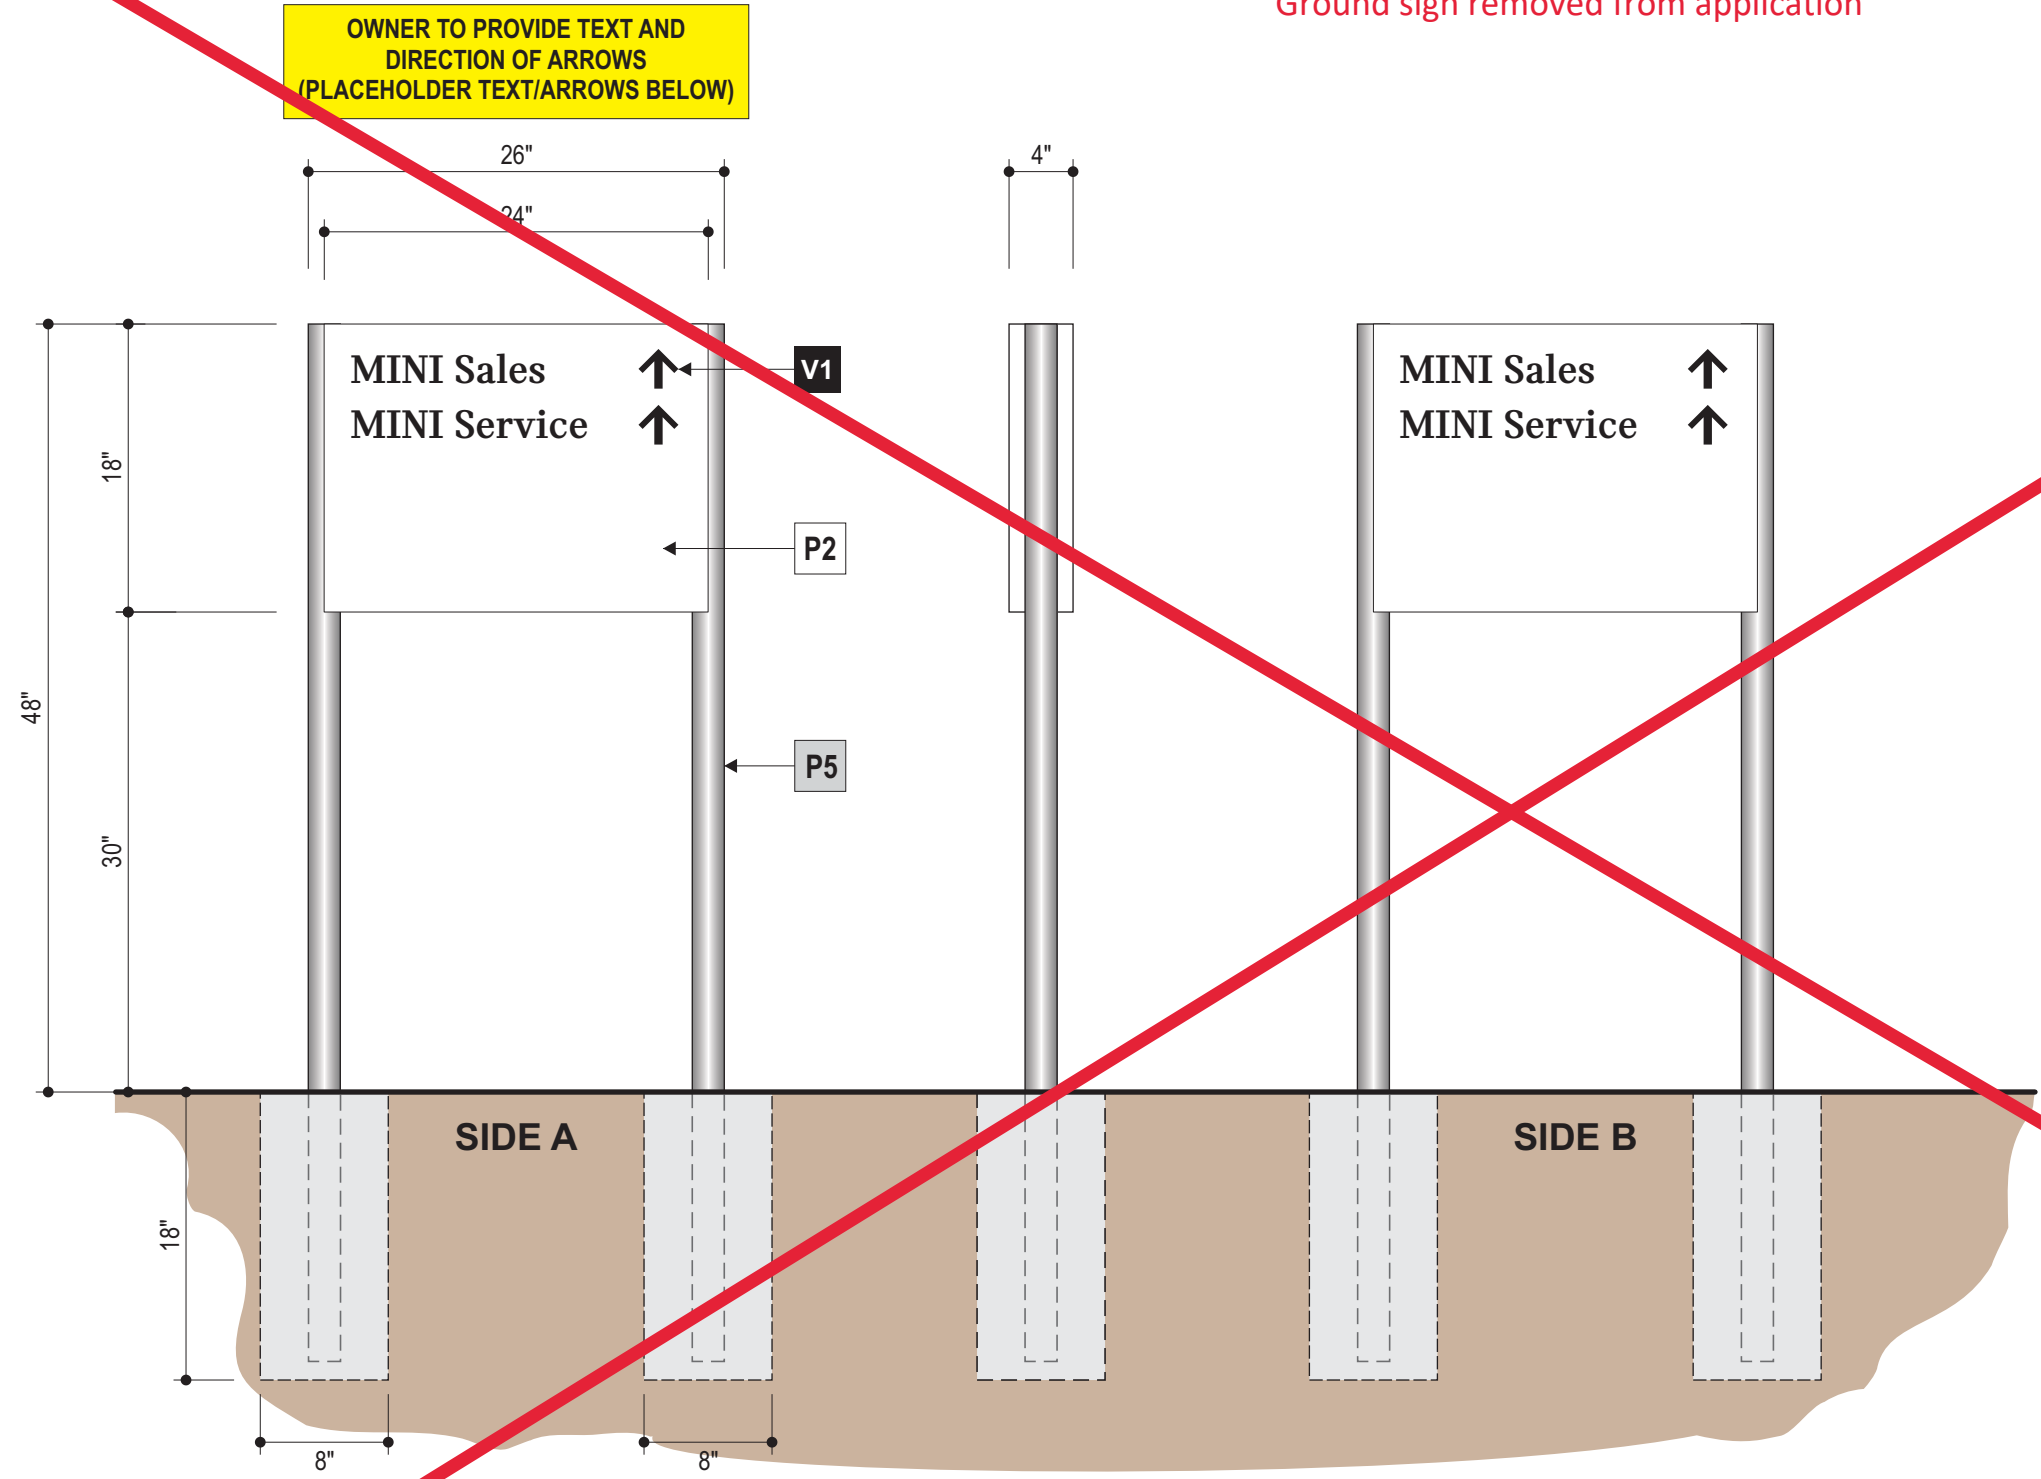 Ground sign removed from application
OWNER TO PROVIDE TEXT AND
DIRECTION OF ARROWS
(PLACEHOLDER TEXT/ARROWS BELOW)
26"
4"
24"
MINI Sales
MINI Service
V1
MINI Sales
MINI Service
18"
P2
48"
P5
30"
SIDE A
SIDE B
18"
8"
8"